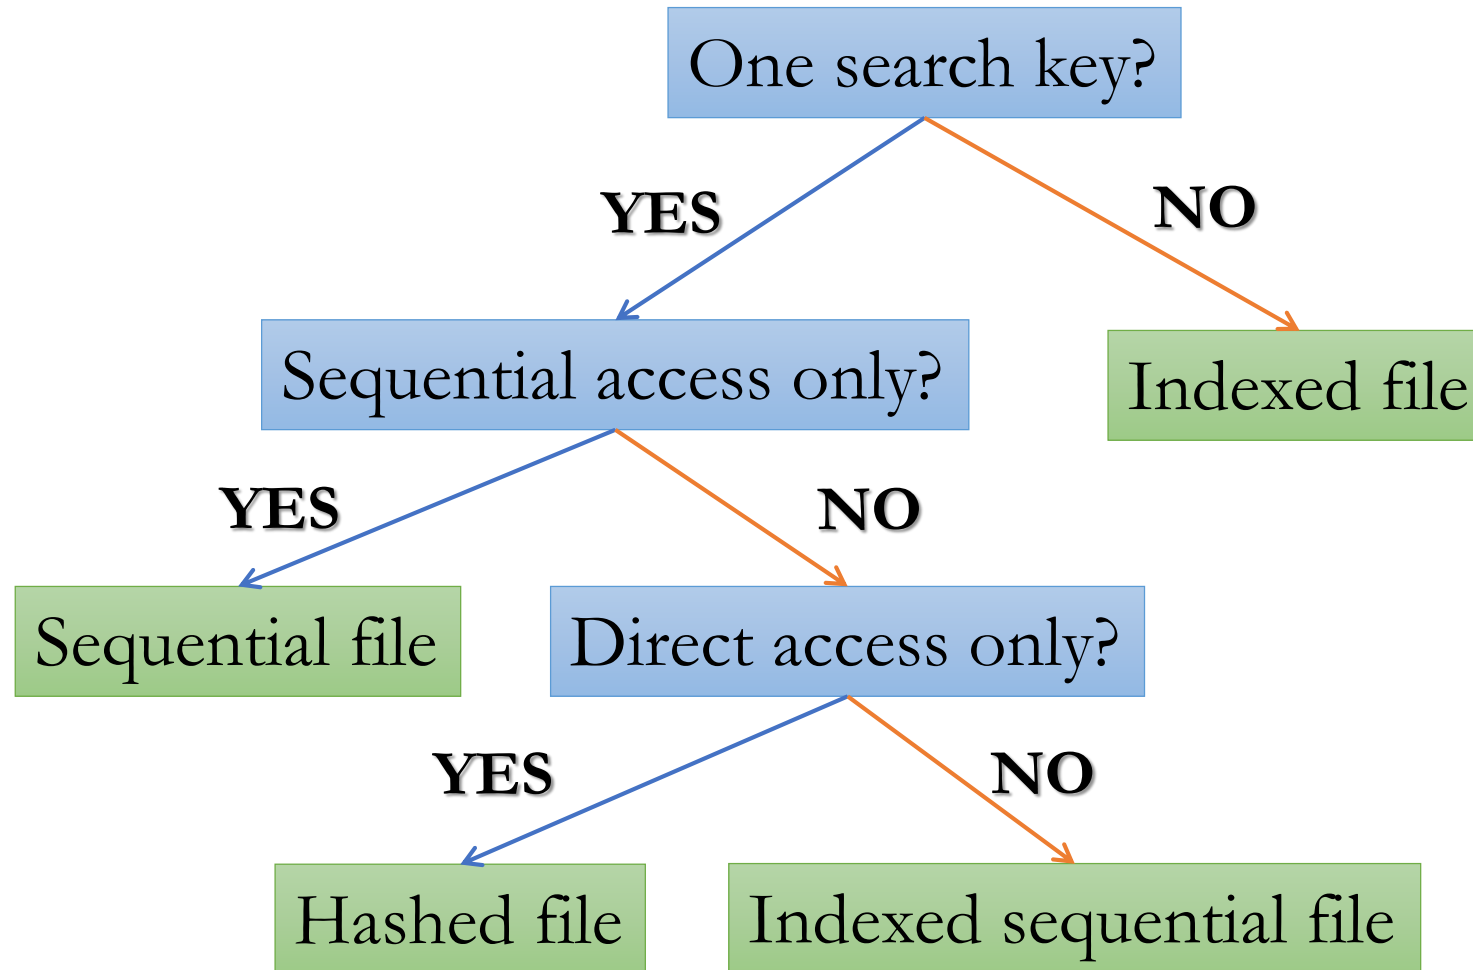 One search key?
YES
NO
Sequential access only?
Indexed file
YES
NO
Sequential file
Direct access only?
YES
NO
Hashed file
Indexed sequential file